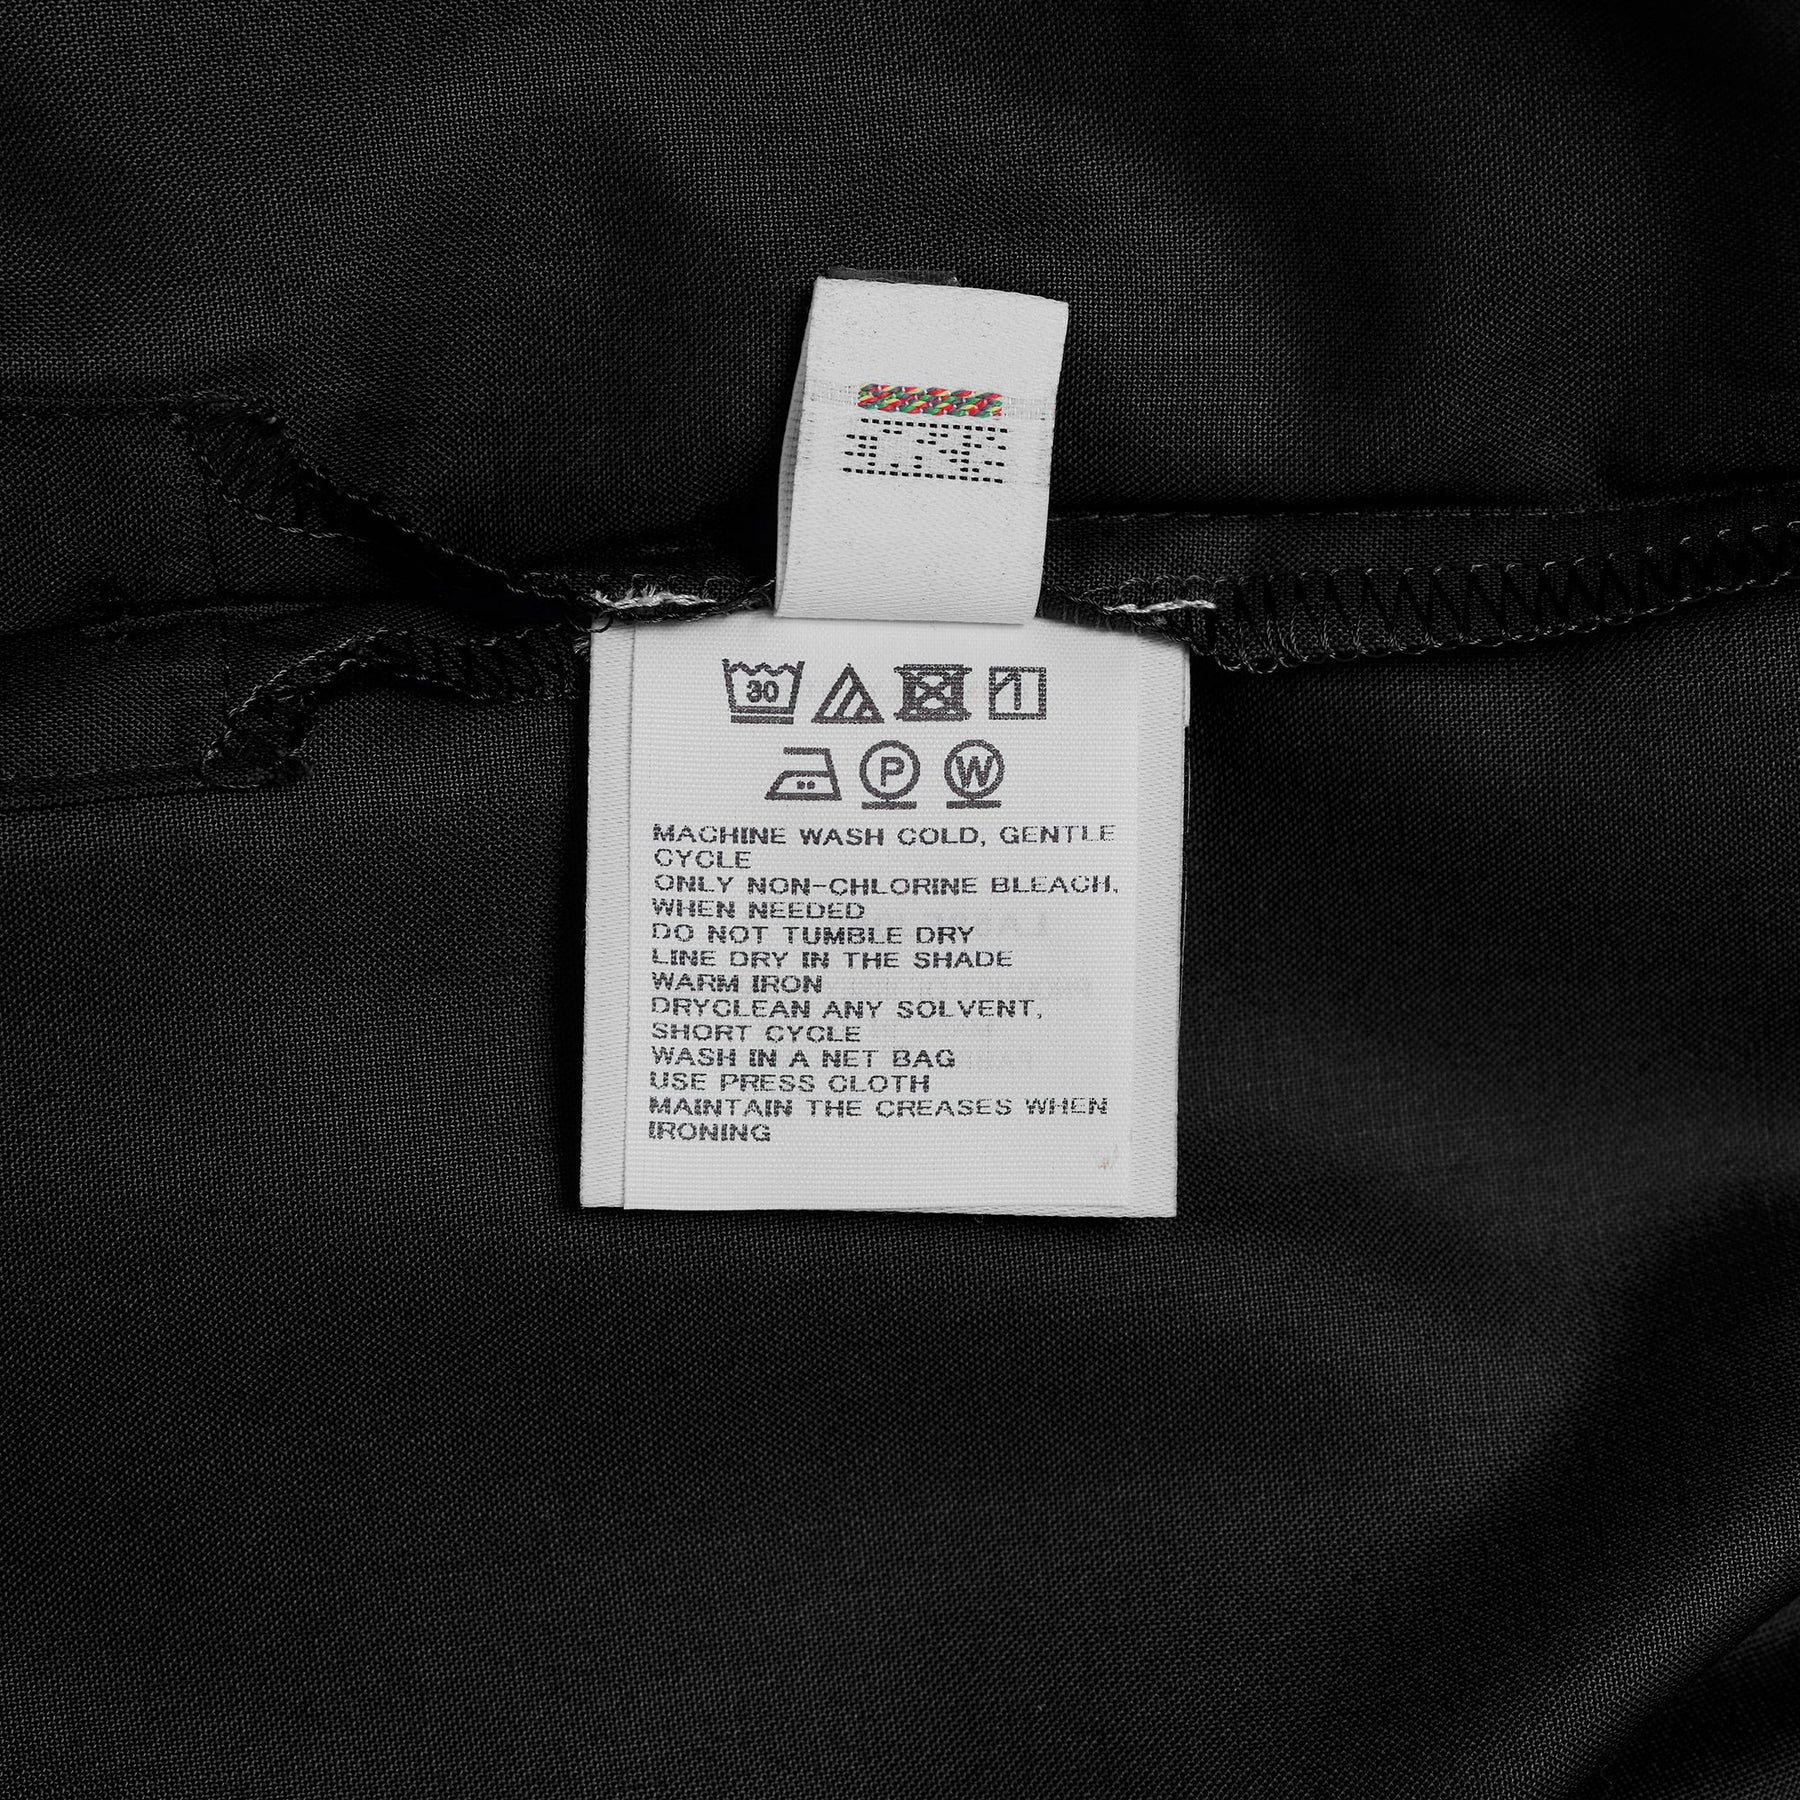 30
1
P W
MACHINE WASH COLD, GENTLE
CYCLE
ONLY NON-CHLORINE BLEACH,
WHEN NEEDED
DO NOT TUMBLE DRY
LINE DRY IN THE SHADE
WARM IRON
DRYCLEAN ANY SOLVENT,
SHORT CYCLE
WASH IN A NET BAG
USE PRESS CLOTH
MAINTAIN THE CREASES WHEN
IRONING